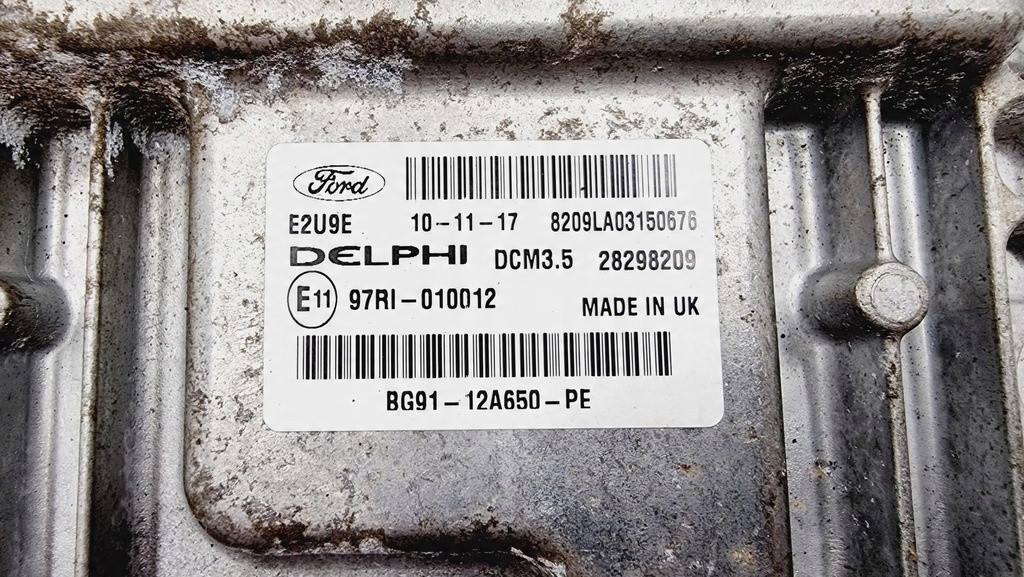 Ford
E2U9E 10-11-17 8209LA03150676
DELPHI DCM3.5 28298209
E11 97RI-010012 MADE IN UK
BG91-12A650-PE